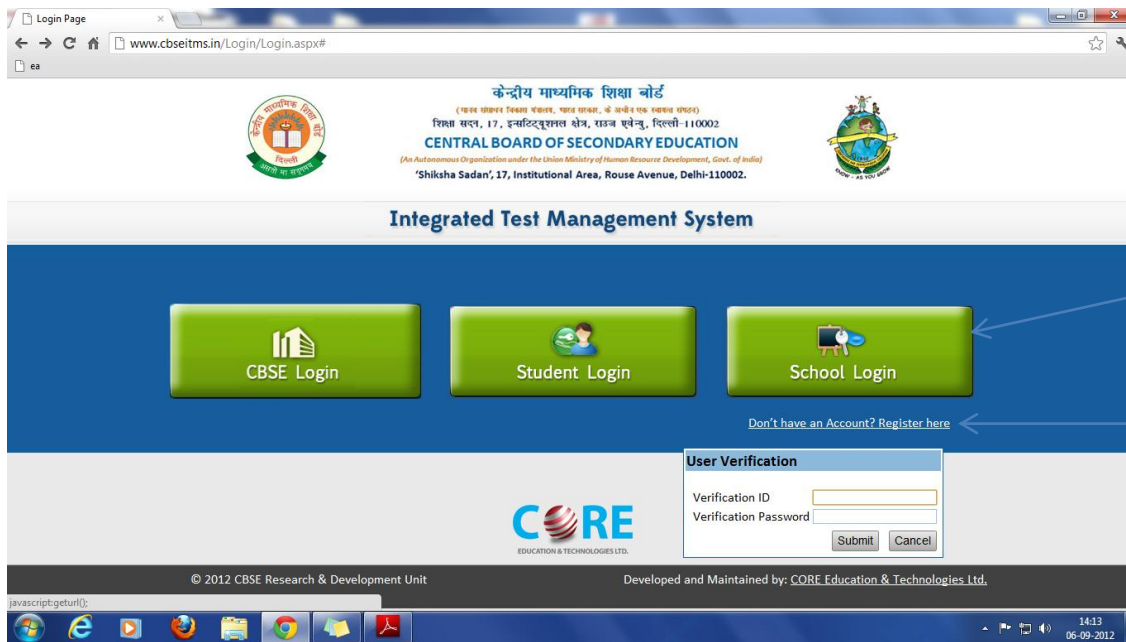 Login Page
www.cbseitms.in/Login/Login.aspx#
ea
केन्द्रीय माध्यमिक शिक्षा बोर्ड
शिक्षा सदन, 17, इन्सटिट्यूशनल क्षेत्र, राउज एवेन्यु, दिल्ली-110002
CENTRAL BOARD OF SECONDARY EDUCATION
(An Autonomous Organization under the Union Ministry of Human Resource Development, Govt. of India)
'Shiksha Sadan', 17, Institutional Area, Rouse Avenue, Delhi-110002.
Integrated Test Management System
CBSE Login
Student Login
School Login
Don't have an Account? Register here
User Verification
Verification ID
Verification Password
Submit Cancel
CORE
EDUCATION & TECHNOLOGIES LTD.
© 2012 CBSE Research & Development Unit
Developed and Maintained by: CORE Education & Technologies Ltd.
javascript:geturl();
14:13
06-09-2012